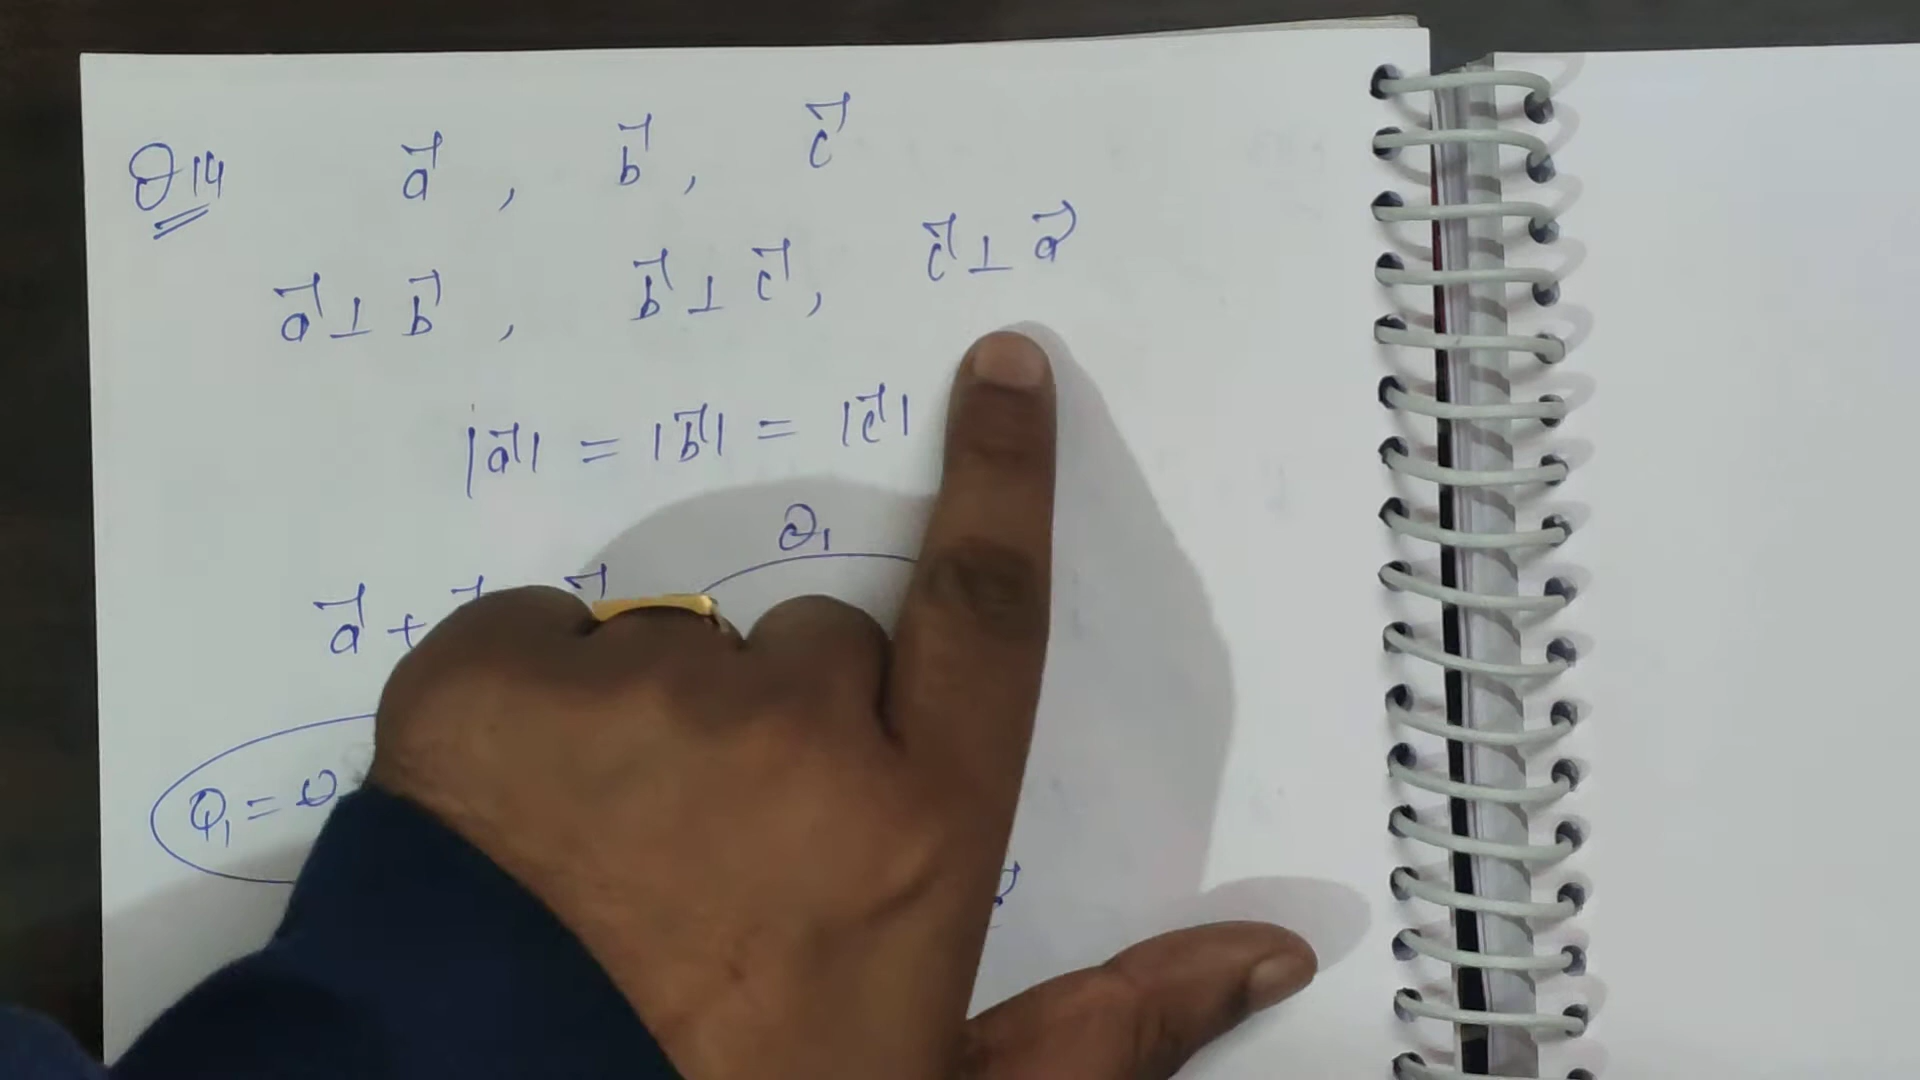 Q14 a⃗ , b⃗ , c⃗
a⃗ ⊥ b⃗ , b⃗ ⊥ c⃗ , c⃗ ⊥ a⃗
|a⃗| = |b⃗| = |c⃗|
θ₁
a⃗ +
θ₁ = θ